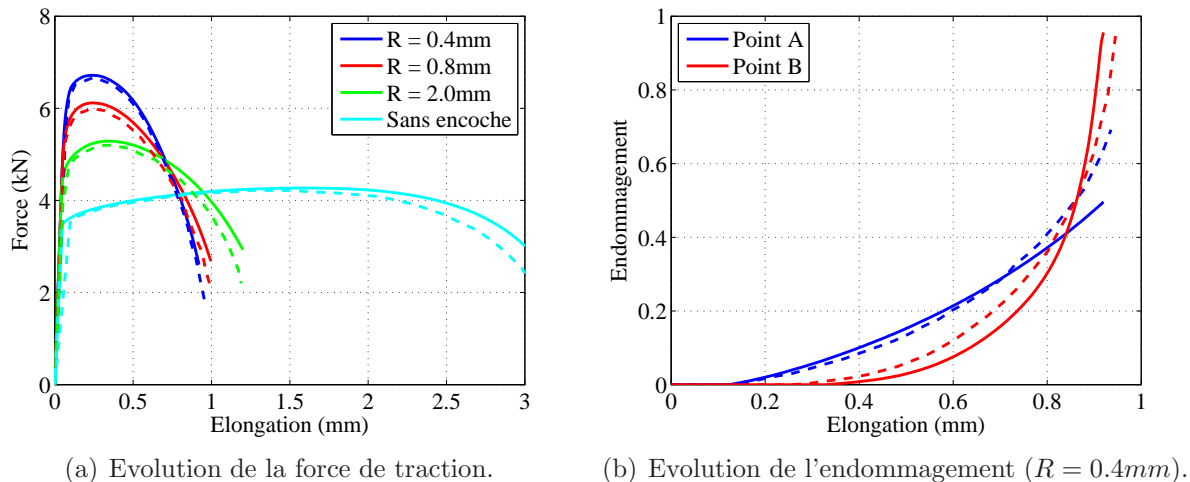 8
6
4
2
0
Force (kN)
R = 0.4mm
R = 0.8mm
R = 2.0mm
Sans encoche
0 0.5 1 1.5 2 2.5 3
Elongation (mm)
(a) Evolution de la force de traction.
1
0.8
0.6
0.4
0.2
0
Endommagement
Point A
Point B
0 0.2 0.4 0.6 0.8 1
Elongation (mm)
(b) Evolution de l'endommagement (R = 0.4mm).